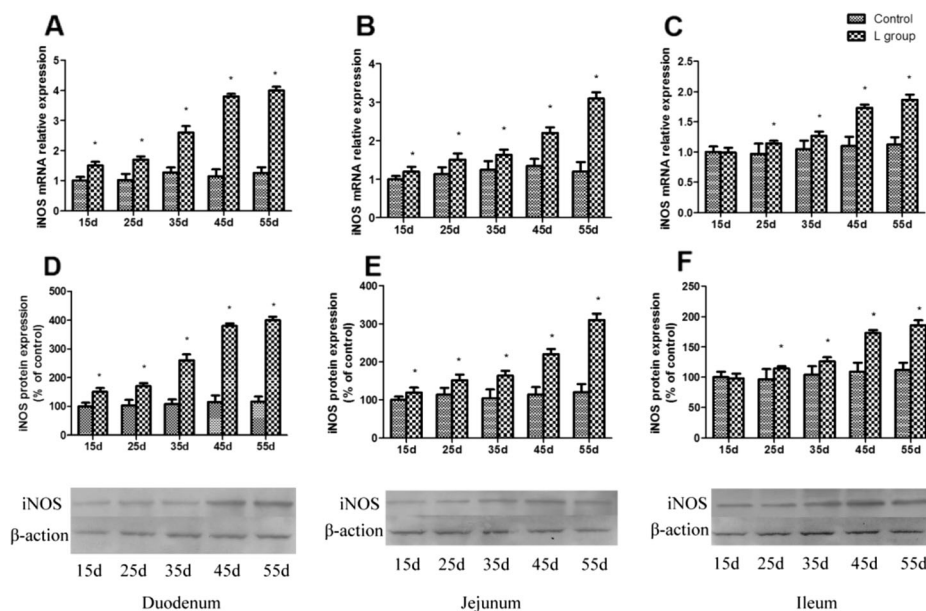 A
iNOS mRNA relative expression
6
4
2
0
15d 25d 35d 45d 55d
* * * * *
B
iNOS mRNA relative expression
4
3
2
1
0
15d 25d 35d 45d 55d
* * * * *
C
Control
L group
iNOS mRNA relative expression
2.5
2.0
1.5
1.0
0.5
0.0
15d 25d 35d 45d 55d
* * * *
D
iNOS protein expression
(% of control)
500
400
300
200
100
0
15d 25d 35d 45d 55d
* * * * *
E
iNOS protein expression
(% of control)
400
300
200
100
0
15d 25d 35d 45d 55d
* * * * *
F
iNOS protein expression
(% of control)
250
200
150
100
50
0
15d 25d 35d 45d 55d
* * * *
iNOS
β-action
15d 25d 35d 45d 55d
Duodenum
iNOS
β-action
15d 25d 35d 45d 55d
Jejunum
iNOS
β-action
15d 25d 35d 45d 55d
Ileum